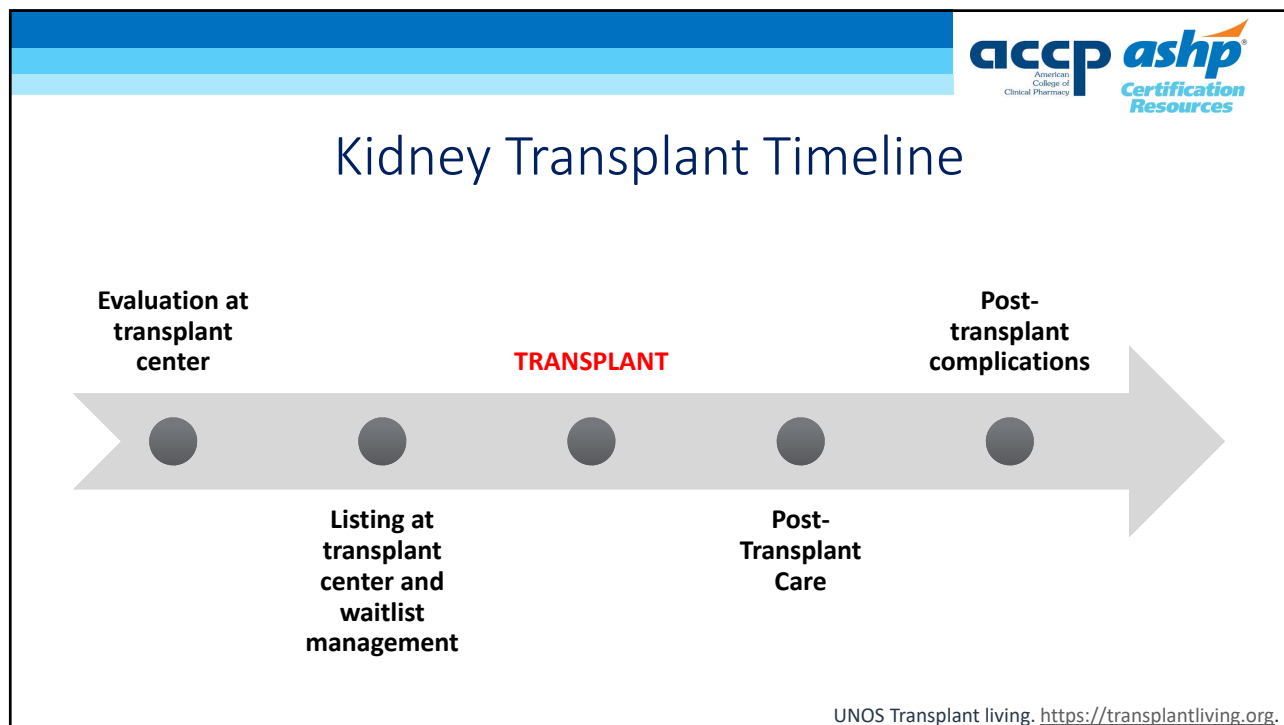 accp
American
College of
Clinical Pharmacy
ashp®
Certification
Resources
Kidney Transplant Timeline
Evaluation at
transplant
center
Listing at
transplant
center and
waitlist
management
TRANSPLANT
Post-
Transplant
Care
Post-
transplant
complications
UNOS Transplant living. https://transplantliving.org.